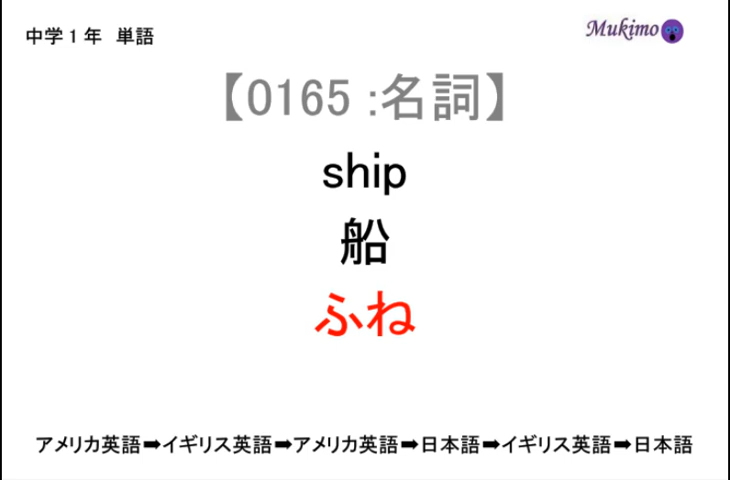 中学1年 単語
Mukimo
【0165 :名詞】
ship
船
ふね
アメリカ英語➡イギリス英語➡アメリカ英語➡日本語➡イギリス英語➡日本語